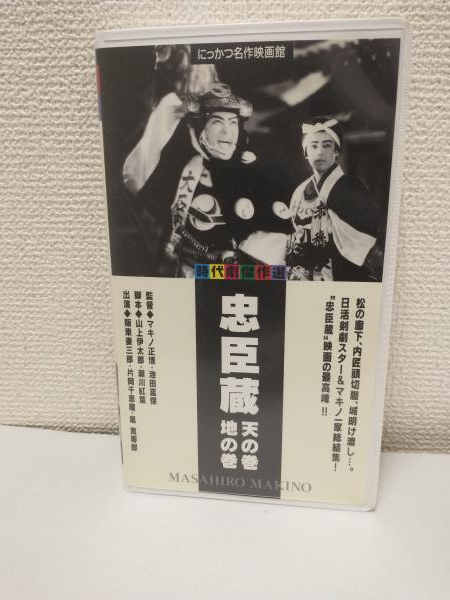 にっかつ名作映画館
時代劇傑作選
松の廊下、内匠頭切腹、城明け渡し…。
日活剣劇スター&マキノ一家総結集!
"忠臣蔵"映画の最高峰!!
忠臣蔵
天の巻
地の巻
監督◆マキノ正博・池田富保
脚本◆山上伊太郎・瀧川紅葉
出演◆阪東妻三郎・片岡千恵蔵・嵐 寛寿郎
MASAHIRO MAKINO